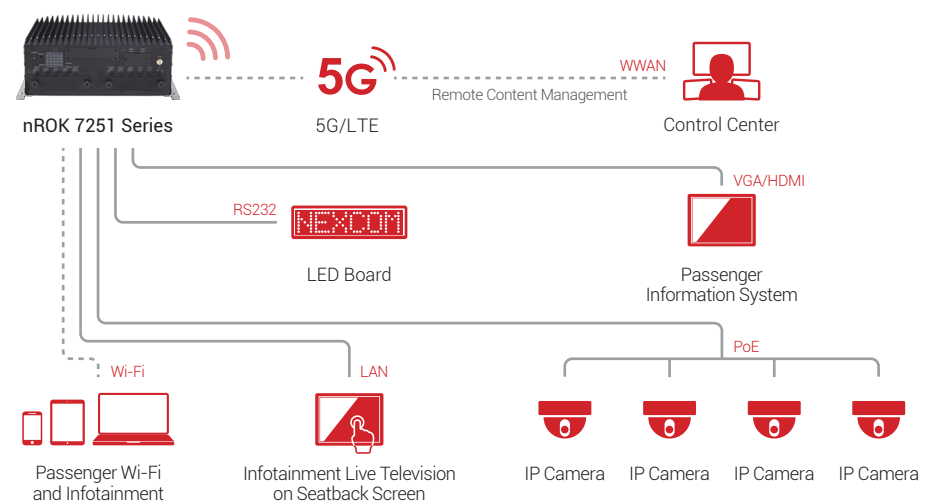 5G
WWAN
Remote Content Management
nROK 7251 Series
5G/LTE
Control Center
VGA/HDMI
RS232
NEXCOM
LED Board
Passenger
Information System
PoE
Wi-Fi
LAN
Passenger Wi-Fi
and Infotainment
Infotainment Live Television
on Seatback Screen
IP Camera
IP Camera
IP Camera
IP Camera